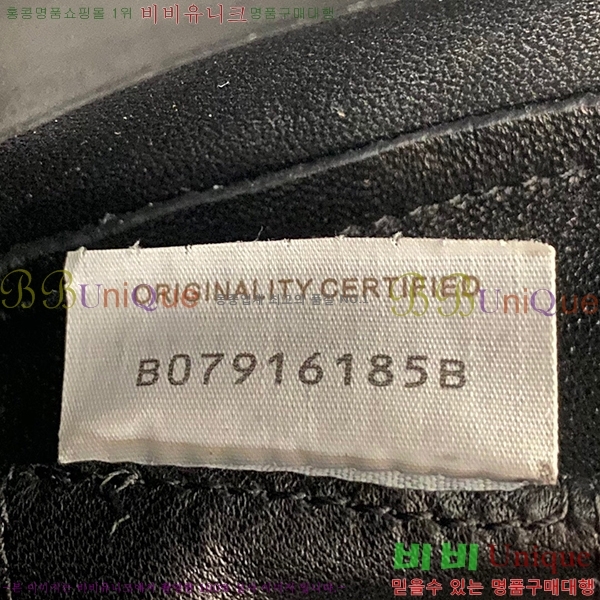 홍콩명품쇼핑몰 1위 비비유니크 명품구매대행
ORIGINALITY CERTIFIED
BBUniQue
BBUniQue
B07916185B
비비 Unique
믿을수 있는 명품구매대행